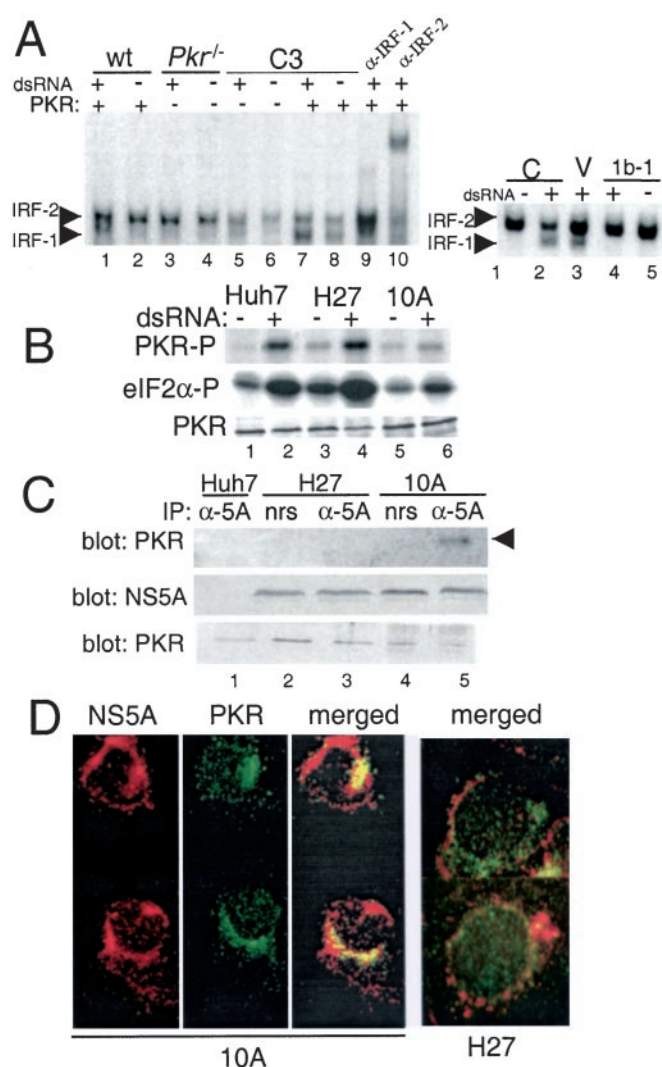 A
wt Pkr-/- C3 α-IRF-1 α-IRF-2
dsRNA + - + - + - + - + +
PKR: + + - - - - + + + +
IRF-2
IRF-1
1 2 3 4 5 6 7 8 9 10
C V 1b-1
dsRNA - + + + -
IRF-2
IRF-1
1 2 3 4 5
B
Huh7 H27 10A
dsRNA: - + - + - +
PKR-P
eIF2α-P
PKR
1 2 3 4 5 6
C
Huh7 H27 10A
IP: α-5A nrs α-5A nrs α-5A
blot: PKR
blot: NS5A
blot: PKR
1 2 3 4 5
D
NS5A PKR merged merged
10A
H27